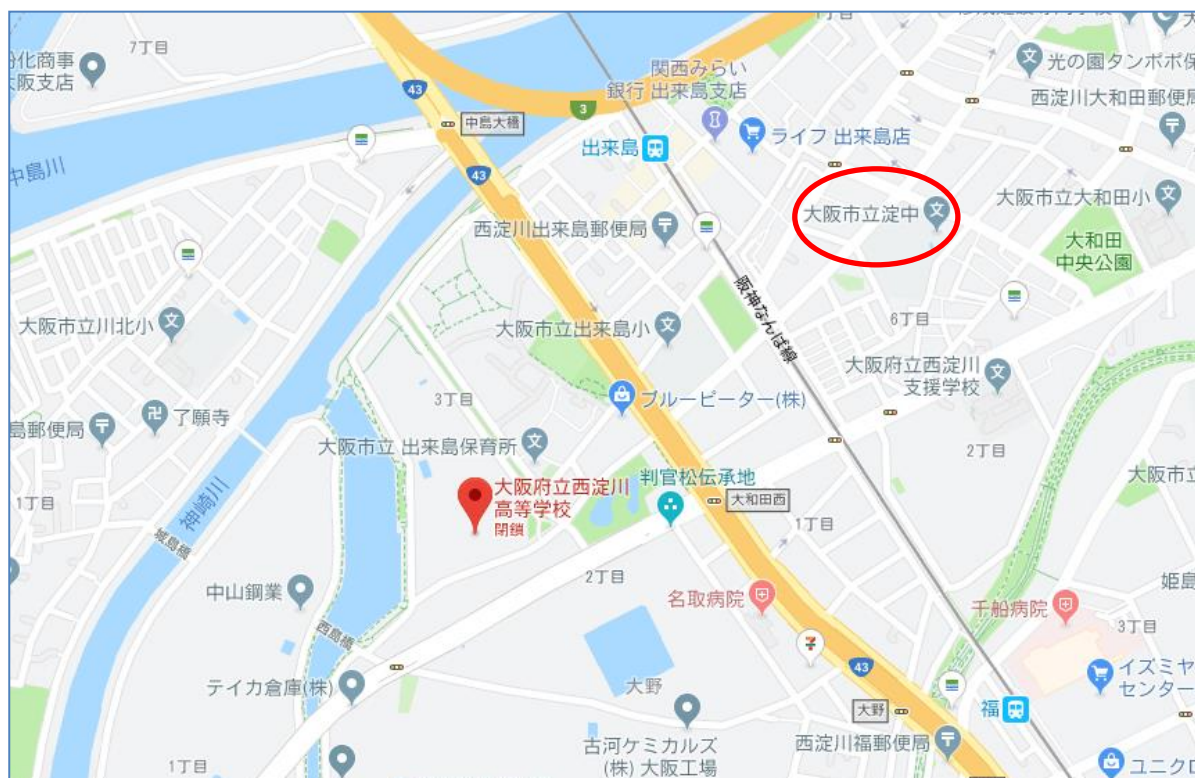 7丁目
43
中島大橋
3
関西みらい
銀行 出来島支店
光の園タンポポ保
西淀川大和田郵便局
大阪支店
中島川
43
出来島
ライフ 出来島店
西淀川出来島郵便局
大阪市立淀中
大阪市立大和田小
大和田
中央公園
阪神なんば線
大阪市立川北小
大阪市立出来島小
6丁目
大阪府立西淀川
支援学校
3丁目
ブルーピーター(株)
島郵便局
了願寺
大阪市立 出来島保育所
2丁目
1丁目
神崎川
城島橋
大阪府立西淀川
高等学校
閉鎖
判官松伝承地
大和田西
1丁目
大阪市立
中山鋼業
2丁目
名取病院
千船病院
姫島
3丁目
西島橋
テイカ倉庫(株)
大野
43
大野
福
イズミヤ
センター
古河ケミカルズ
(株) 大阪工場
西淀川福郵便局
1丁目
ユニク